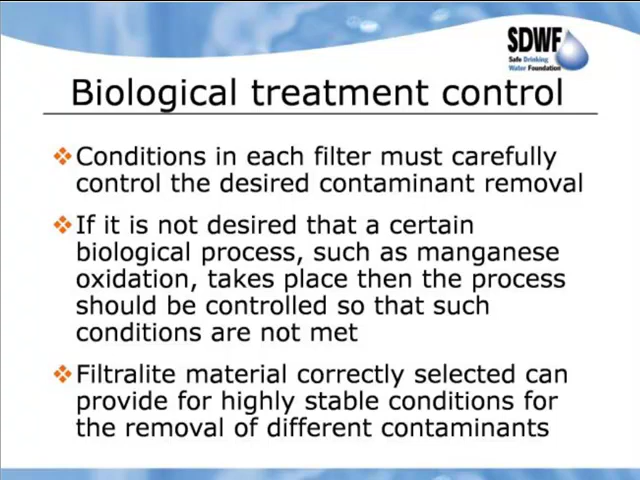 SDWF
Safe Drinking
Water Foundation
Biological treatment control
Conditions in each filter must carefully
control the desired contaminant removal
If it is not desired that a certain
biological process, such as manganese
oxidation, takes place then the process
should be controlled so that such
conditions are not met
Filtralite material correctly selected can
provide for highly stable conditions for
the removal of different contaminants